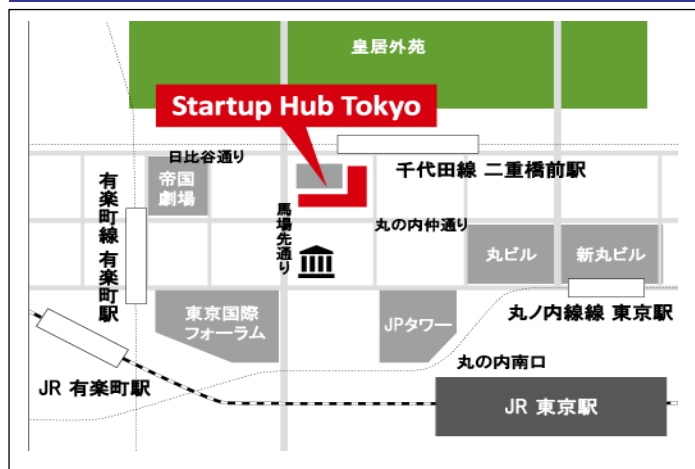 皇居外苑
Startup Hub Tokyo
日比谷通り
千代田線 二重橋前駅
帝国
劇場
有楽町線 有楽町駅
馬場先通り
丸の内仲通り
丸ビル
新丸ビル
東京国際
フォーラム
JPタワー
丸ノ内線線 東京駅
丸の内南口
JR 有楽町駅
JR 東京駅